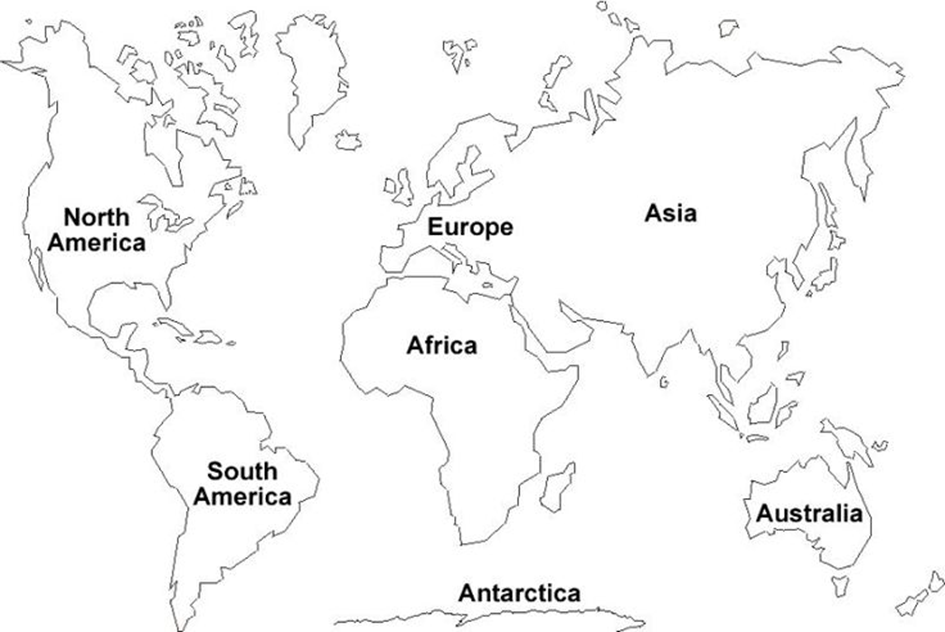 North
America
Europe
Asia
Africa
South
America
Australia
Antarctica